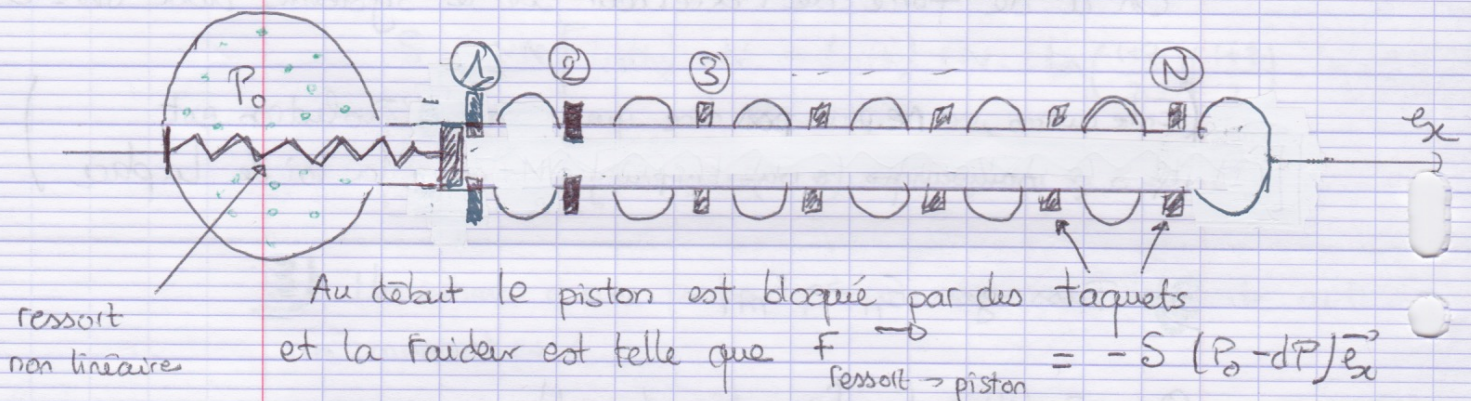 1 2 3 - - - - N
P₀
eₓ
Au début le piston est bloqué par des taquets
ressort
non linéaire
et la raideur est telle que F⃗ ressort → piston = - S (P₀ - dP) e⃗ₓ